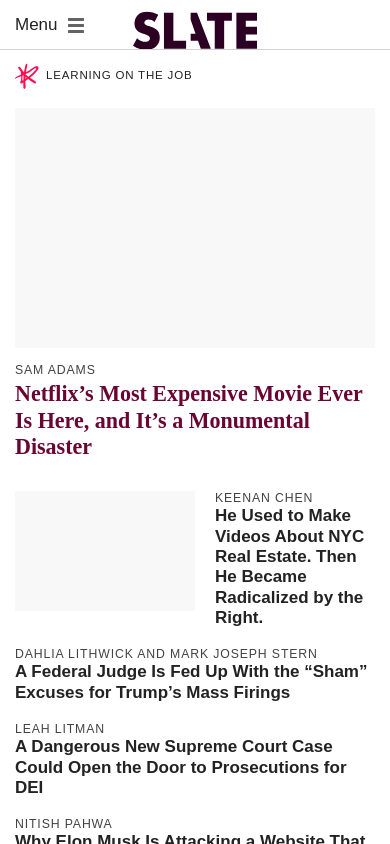 Menu
SLATE
LEARNING ON THE JOB
SAM ADAMS
Netflix’s Most Expensive Movie Ever
Is Here, and It’s a Monumental
Disaster
KEENAN CHEN
He Used to Make
Videos About NYC
Real Estate. Then
He Became
Radicalized by the
Right.
DAHLIA LITHWICK AND MARK JOSEPH STERN
A Federal Judge Is Fed Up With the “Sham”
Excuses for Trump’s Mass Firings
LEAH LITMAN
A Dangerous New Supreme Court Case
Could Open the Door to Prosecutions for
DEI
NITISH PAHWA
Why Elon Musk Is Attacking a Website That